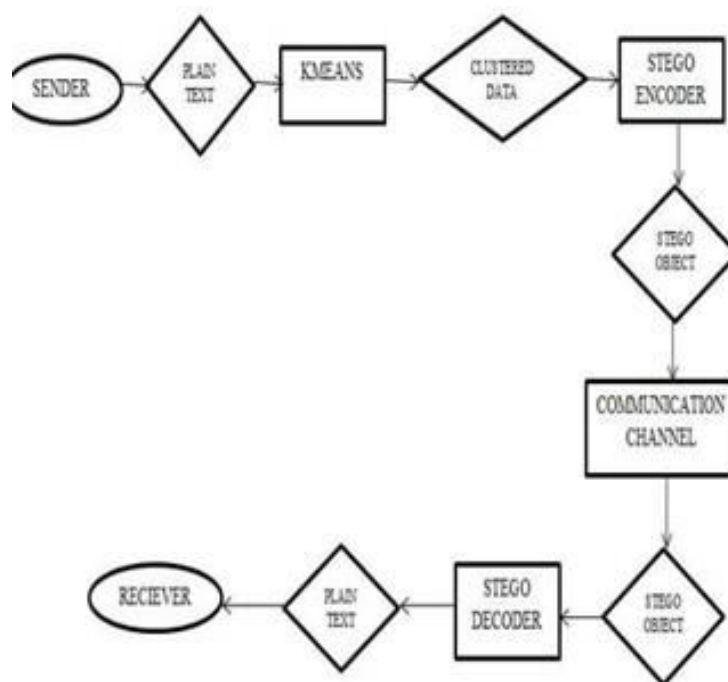 SENDER
PLAIN
TEXT
KMEANS
CLUSTERED
DATA
STEGO
ENCODER
STEGO
OBJECT
COMMUNICATION
CHANNEL
STEGO
OBJECT
STEGO
DECODER
PLAIN
TEXT
RECIEVER